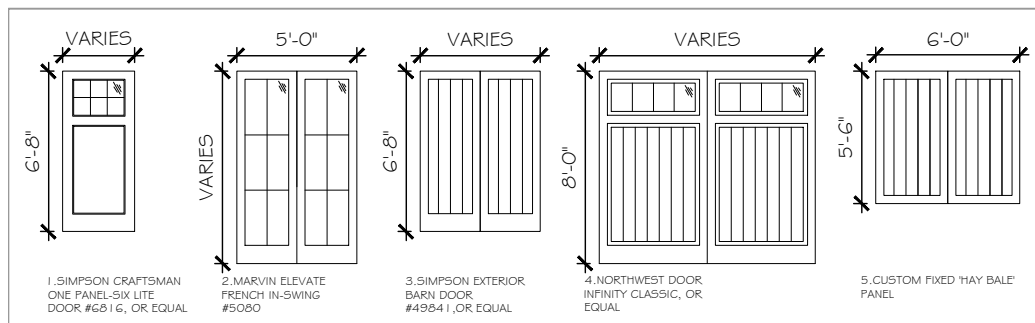 VARIES
6'-8"
1.SIMPSON CRAFTSMAN
ONE PANEL-SIX LITE
DOOR #6816, OR EQUAL
5'-0"
VARIES
2.MARVIN ELEVATE
FRENCH IN-SWING
#5080
VARIES
6'-8"
3.SIMPSON EXTERIOR
BARN DOOR
#49841,OR EQUAL
VARIES
8'-0"
4.NORTHWEST DOOR
INFINITY CLASSIC, OR
EQUAL
6'-0"
5'-6"
5.CUSTOM FIXED 'HAY BALE'
PANEL